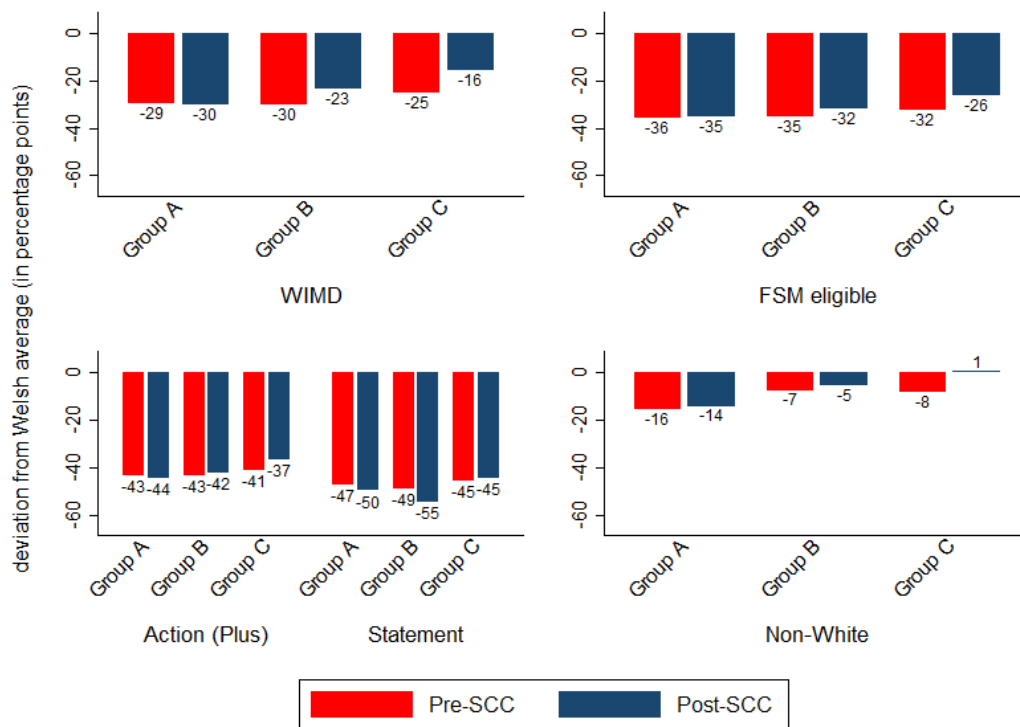 deviation from Welsh average (in percentage points)
0
-20
-40
-60
-29 -30 -30 -23 -25 -16
Group A Group B Group C
WIMD
0
-20
-40
-60
-36 -35 -35 -32 -32 -26
Group A Group B Group C
FSM eligible
0
-20
-40
-60
-43 -44 -43 -42 -41 -37 -47 -50 -49 -55 -45 -45
Group A Group B Group C Group A Group B Group C
Action (Plus) Statement
0
-20
-40
-60
-16 -14 -7 -5 -8 1
Group A Group B Group C
Non-White
Pre-SCC Post-SCC